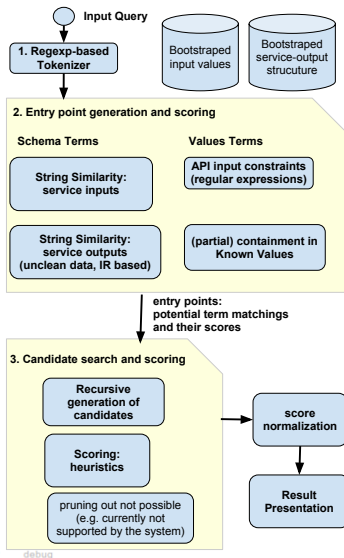 Input Query
1. Regexp-based
Tokenizer
Bootstraped
input values
Bootstraped
service-output
strucuture
2. Entry point generation and scoring
Schema Terms
Values Terms
String Similarity:
service inputs
API input constraints
(regular expressions)
String Similarity:
service outputs
(unclean data, IR based)
(partial) containment in
Known Values
entry points:
potential term matchings
and their scores
3. Candidate search and scoring
Recursive
generation of
candidates
score
normalization
Scoring:
heuristics
Result
Presentation
pruning out not possible
(e.g. currently not
supported by the system)
debug